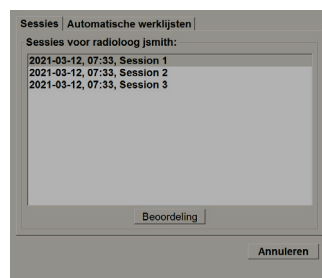 Sessies Automatische werklijsten
Sessies voor radioloog jsmith:
2021-03-12, 07:33, Session 1
2021-03-12, 07:33, Session 2
2021-03-12, 07:33, Session 3
Beoordeling
Annuleren